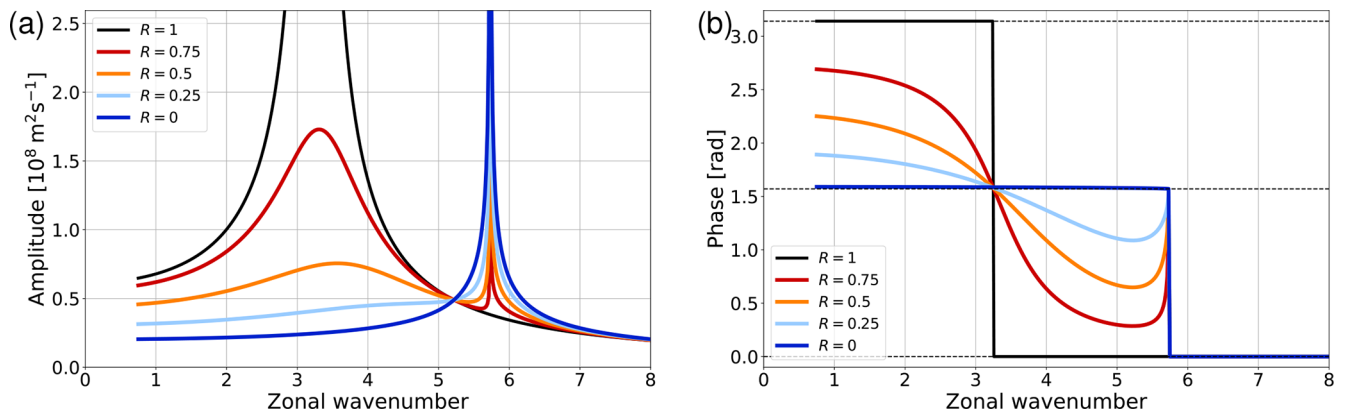 (a)
Amplitude [10⁸ m²s⁻¹]
2.5
2.0
1.5
1.0
0.5
0.0
R = 1
R = 0.75
R = 0.5
R = 0.25
R = 0
0 1 2 3 4 5 6 7 8
Zonal wavenumber
(b)
Phase [rad]
3.0
2.5
2.0
1.5
1.0
0.5
0.0
R = 1
R = 0.75
R = 0.5
R = 0.25
R = 0
0 1 2 3 4 5 6 7 8
Zonal wavenumber